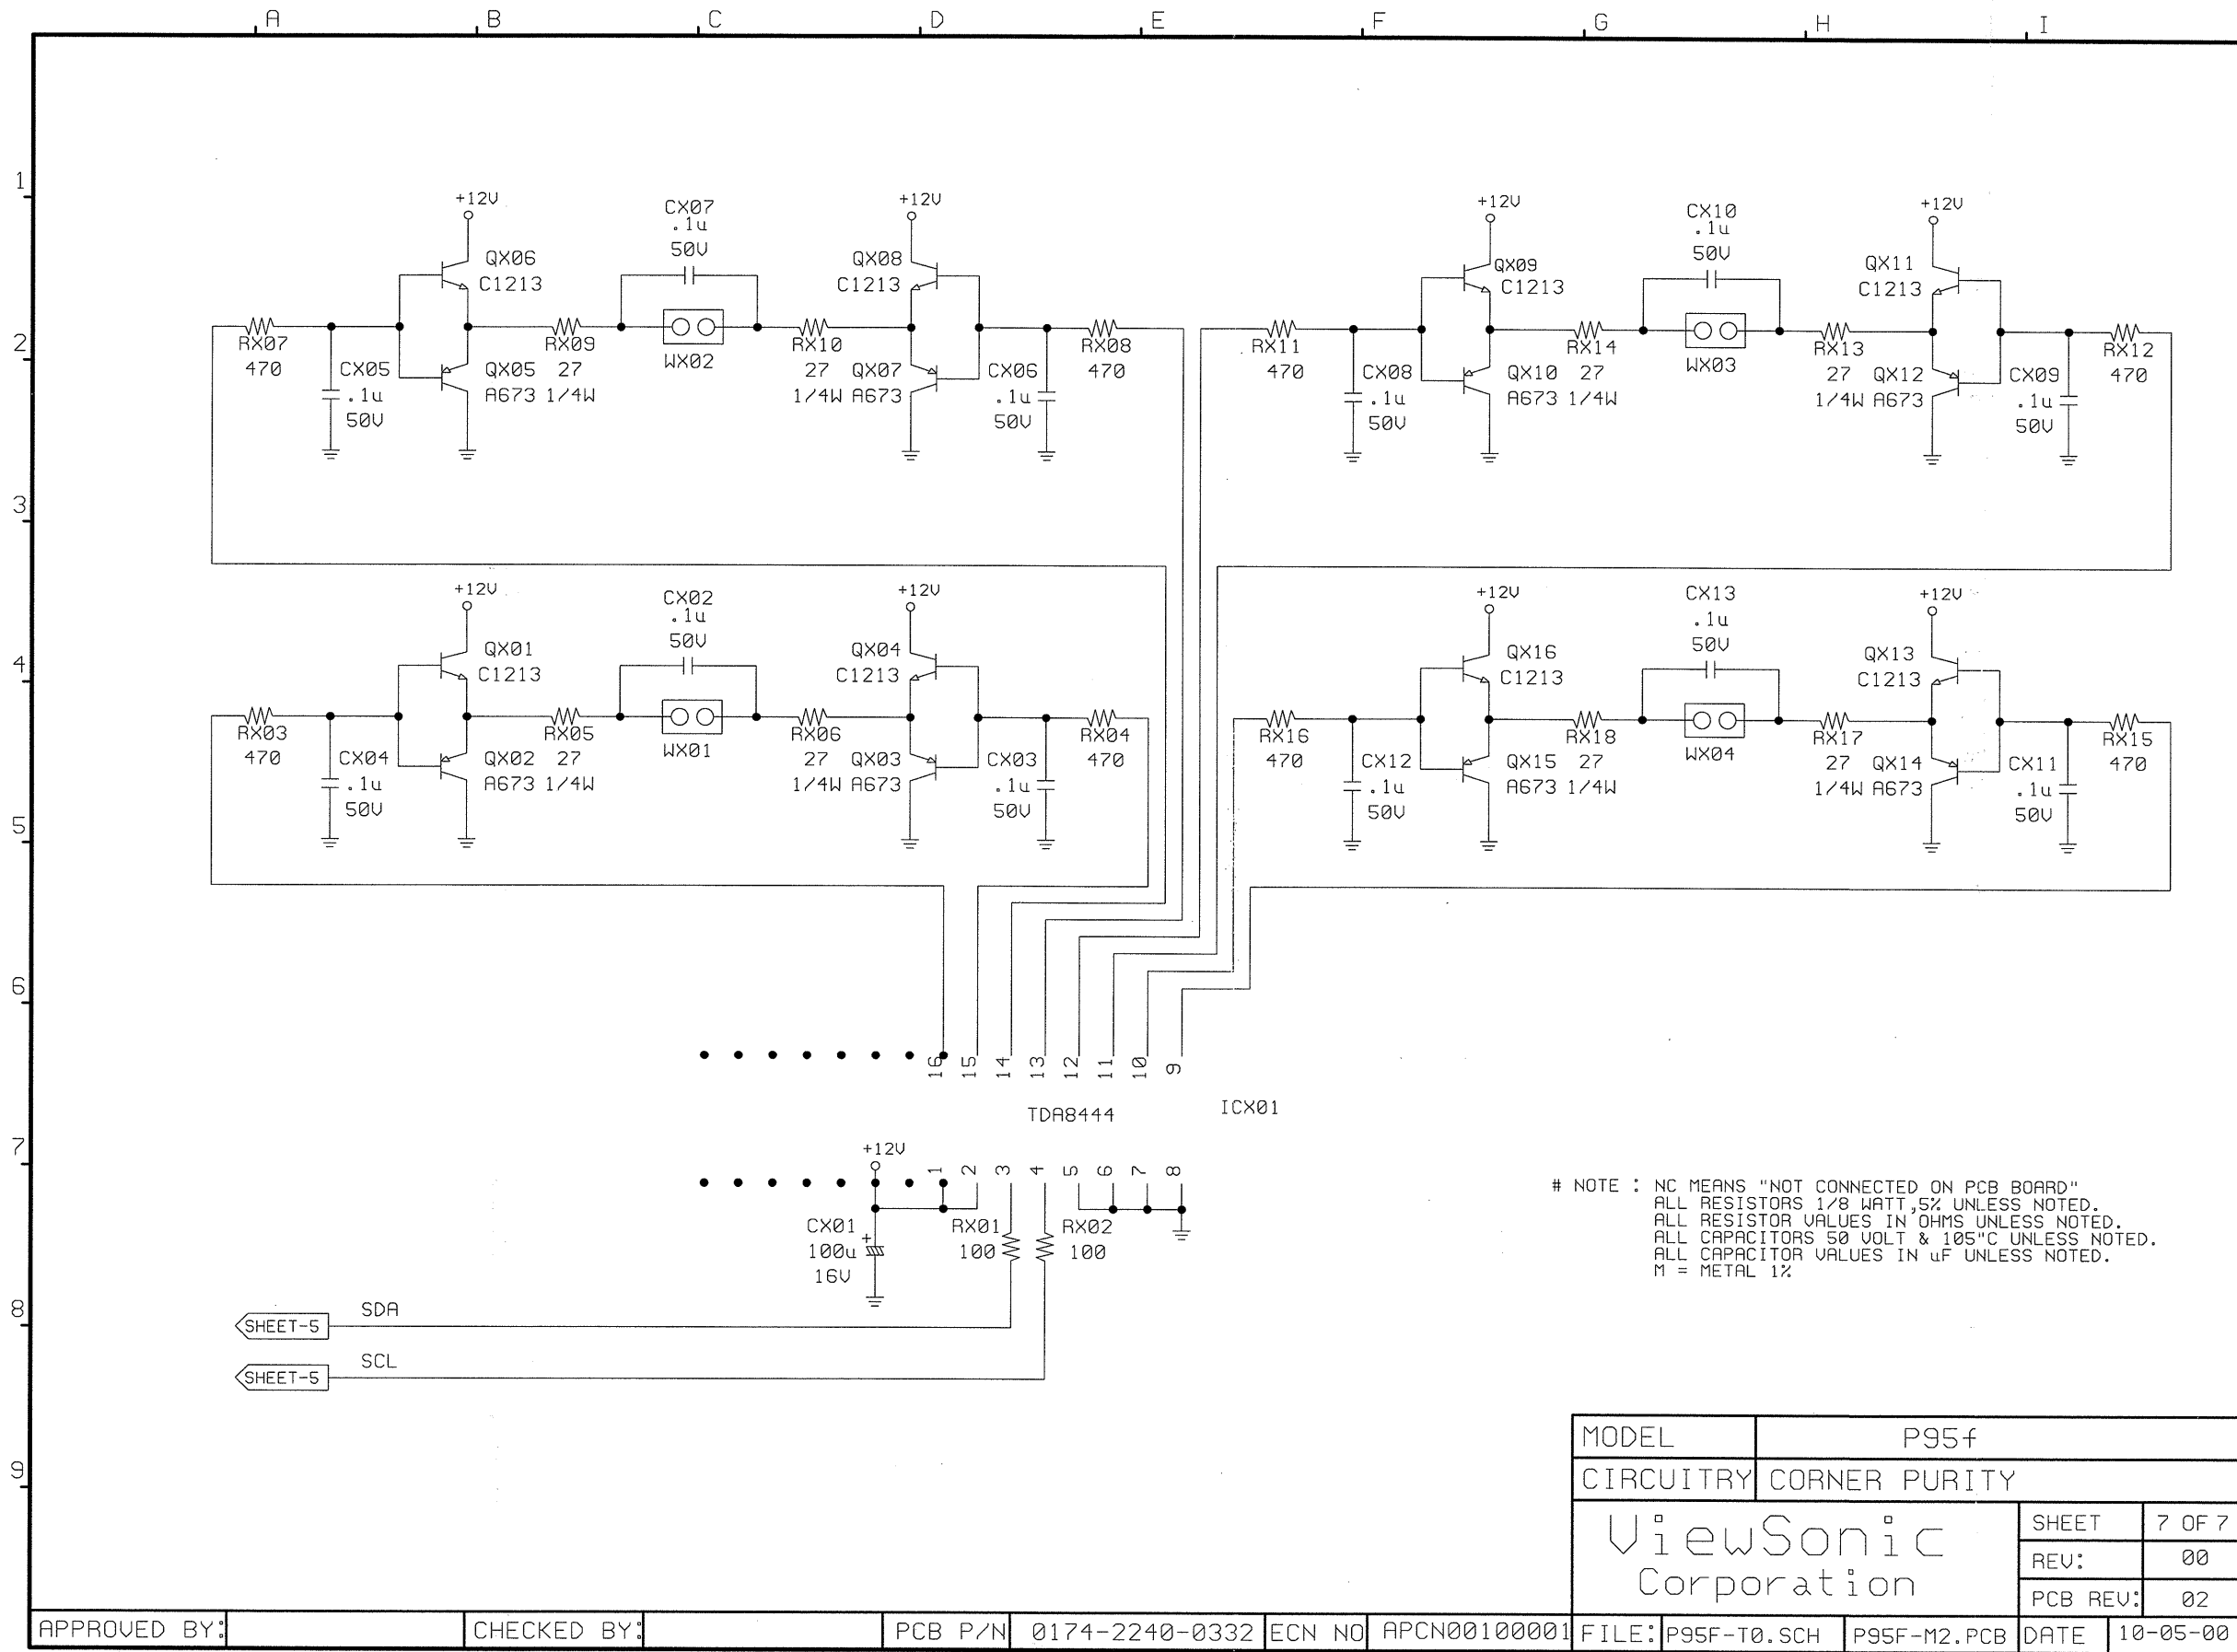 A B C D E F G H I
1
+12V CX07 +12V +12V CX10 +12V
.1u .1u
50V 50V
QX06 QX08 QX09 QX11
C1213 C1213 C1213 C1213
2
RX07 RX09 WX02 RX10 RX08 RX11 RX14 WX03 RX13 RX12
470 CX05 QX05 27 27 QX07 CX06 470 470 CX08 QX10 27 27 QX12 CX09 470
.1u A673 1/4W 1/4W A673 .1u .1u A673 1/4W 1/4W A673 .1u
50V 50V 50V 50V
3
+12V CX02 +12V +12V CX13 +12V
.1u .1u
50V 50V
4
QX01 QX04 QX16 QX13
C1213 C1213 C1213 C1213
RX03 RX05 WX01 RX06 RX04 RX16 RX18 WX04 RX17 RX15
470 CX04 QX02 27 27 QX03 CX03 470 470 CX12 QX15 27 27 QX14 CX11 470
.1u A673 1/4W 1/4W A673 .1u .1u A673 1/4W 1/4W A673 .1u
50V 50V 50V 50V
5
6
16 15 14 13 12 11 10 9
TDA8444 ICX01
7
+12V
1 2 3 4 5 6 7 8
CX01 RX01 RX02
100u + 100 100
16V
# NOTE : NC MEANS "NOT CONNECTED ON PCB BOARD"
ALL RESISTORS 1/8 WATT,5% UNLESS NOTED.
ALL RESISTOR VALUES IN OHMS UNLESS NOTED.
ALL CAPACITORS 50 VOLT & 105"C UNLESS NOTED.
ALL CAPACITOR VALUES IN uF UNLESS NOTED.
M = METAL 1%
8
SHEET-5 SDA
SHEET-5 SCL
9
MODEL P95f
CIRCUITRY CORNER PURITY
ViewSonic
Corporation
SHEET 7 OF 7
REV: 00
PCB REV: 02
APPROVED BY: CHECKED BY: PCB P/N 0174-2240-0332 ECN NO APCN00100001 FILE: P95F-T0.SCH P95F-M2.PCB DATE 10-05-00